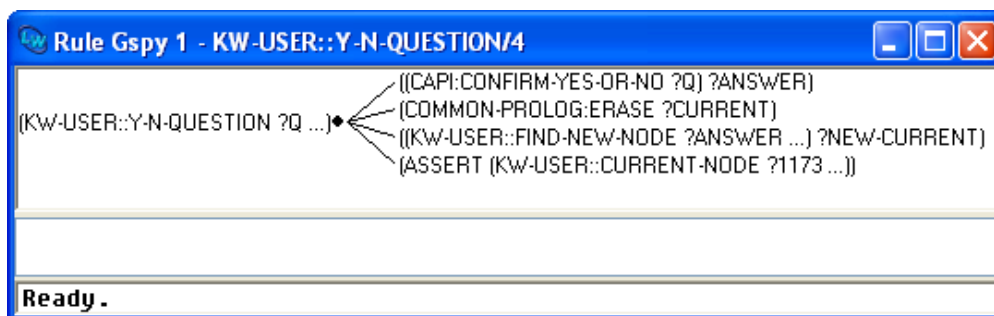 Rule Gspy 1 - KW-USER::Y-N-QUESTION/4
((CAPI:CONFIRM-YES-OR-NO ?Q) ?ANSWER)
(COMMON-PROLOG:ERASE ?CURRENT)
(KW-USER::Y-N-QUESTION ?Q ...)
((KW-USER::FIND-NEW-NODE ?ANSWER ...) ?NEW-CURRENT)
(ASSERT (KW-USER::CURRENT-NODE ?1173 ...))
Ready.